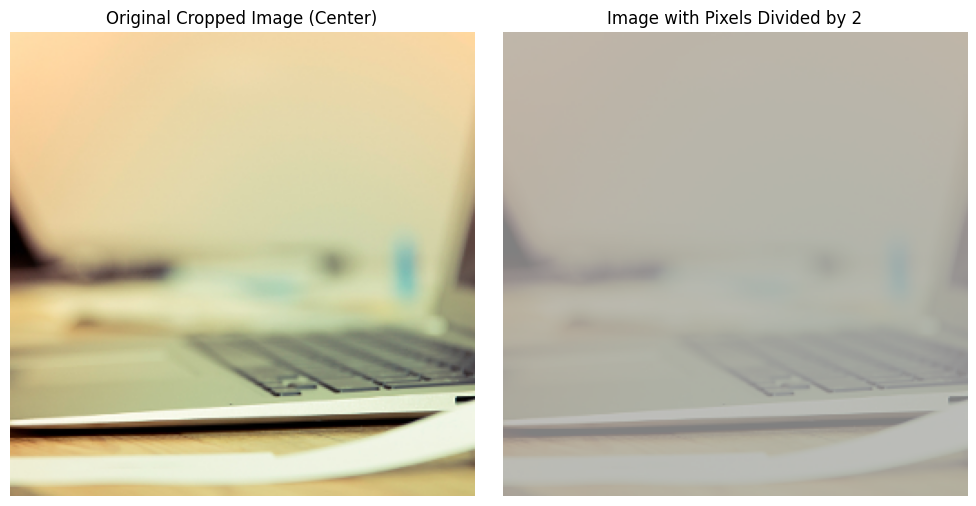 Original Cropped Image (Center)
Image with Pixels Divided by 2